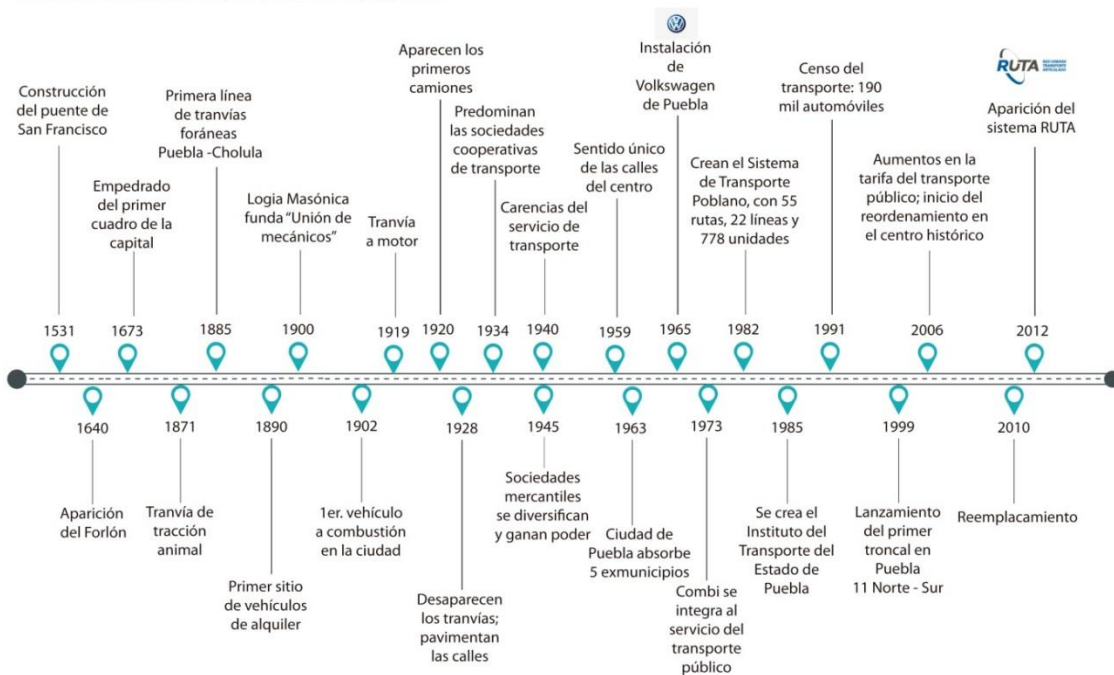 Construcción
del puente de
San Francisco
1531
Empedrado
del primer
cuadro de la
capital
1673
Primera línea
de tranvías
foráneas
Puebla -Cholula
1885
Logia Masónica
funda “Unión de
mecánicos”
1900
Tranvía
a motor
1919
Aparecen los
primeros
camiones
1920
Predominan
las sociedades
cooperativas
de transporte
1934
Carencias del
servicio de
transporte
1940
Sentido único
de las calles
del centro
1959
Instalación
de
Volkswagen
de Puebla
1965
Crean el Sistema
de Transporte
Poblano, con 55
rutas, 22 líneas y
778 unidades
1982
Censo del
transporte: 190
mil automóviles
1991
Aumentos en la
tarifa del transporte
público; inicio del
reordenamiento en
el centro histórico
2006
RUTA
RED URBANA
TRANSPORTE
ARTICULADO
Aparición del
sistema RUTA
2012
1640
Aparición
del Forlón
1871
Tranvía de
tracción
animal
1890
Primer sitio
de vehículos
de alquiler
1902
1er. vehículo
a combustión
en la ciudad
1928
Desaparecen
los tranvías;
pavimentan
las calles
1945
Sociedades
mercantiles
se diversifican
y ganan poder
1963
Ciudad de
Puebla absorbe
5 exmunicipios
1973
Combi se
integra al
servicio del
transporte
público
1985
Se crea el
Instituto del
Transporte del
Estado de
Puebla
1999
Lanzamiento
del primer
troncal en
Puebla
11 Norte - Sur
2010
Reemplacamiento